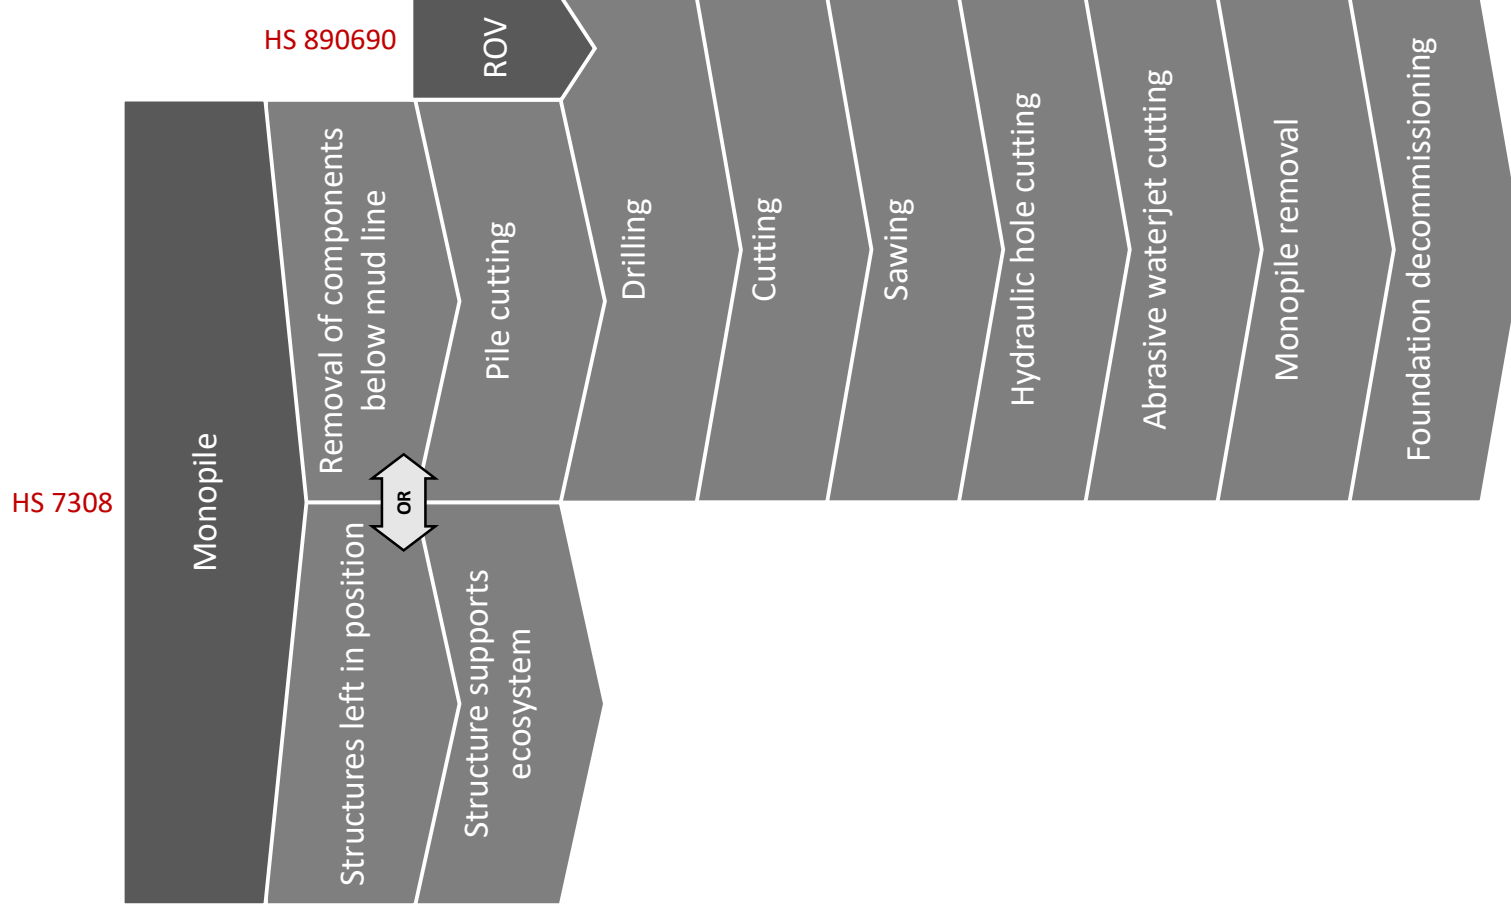 HS 890690
ROV
HS 7308
Monopile
Removal of components
below mud line
Pile cutting
Drilling
Cutting
Sawing
Hydraulic hole cutting
Abrasive waterjet cutting
Monopile removal
Foundation decommissioning
OR
Structures left in position
Structure supports
ecosystem